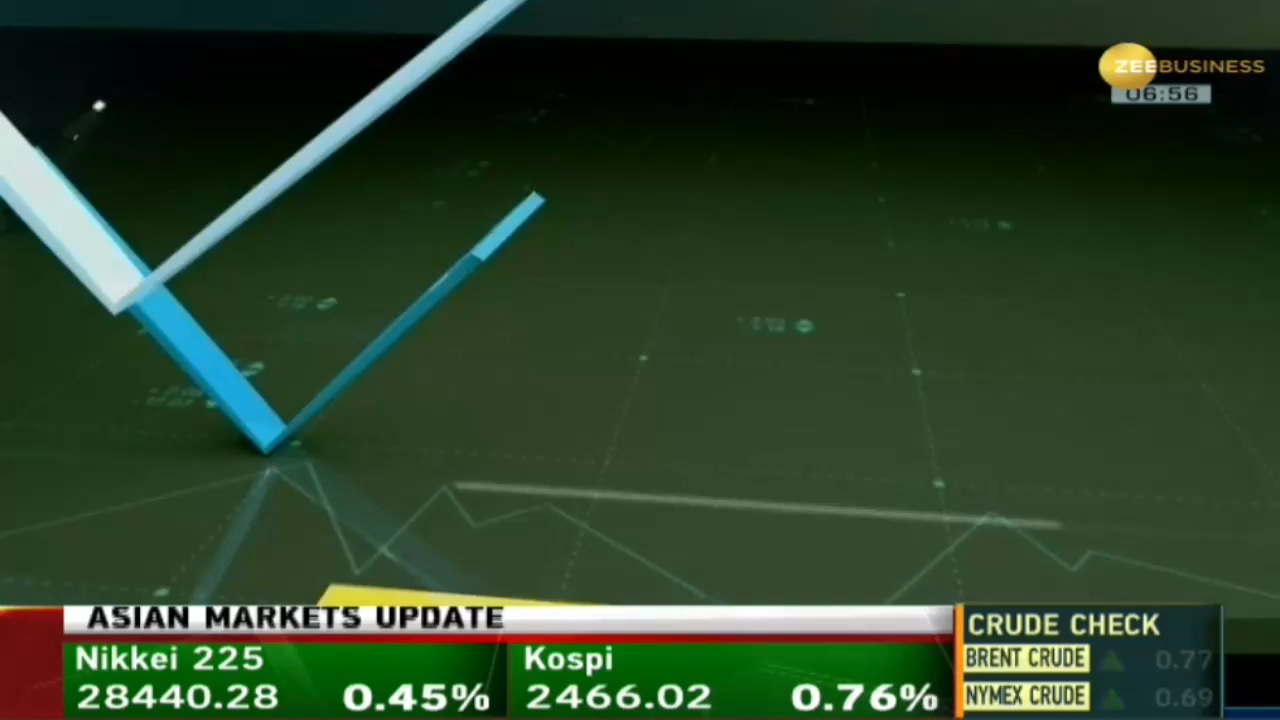 ZEEBUSINESS
06:56
ASIAN MARKETS UPDATE
CRUDE CHECK
Nikkei 225
28440.28 0.45%
Kospi
2466.02 0.76%
BRENT CRUDE 0.77
NYMEX CRUDE 0.69